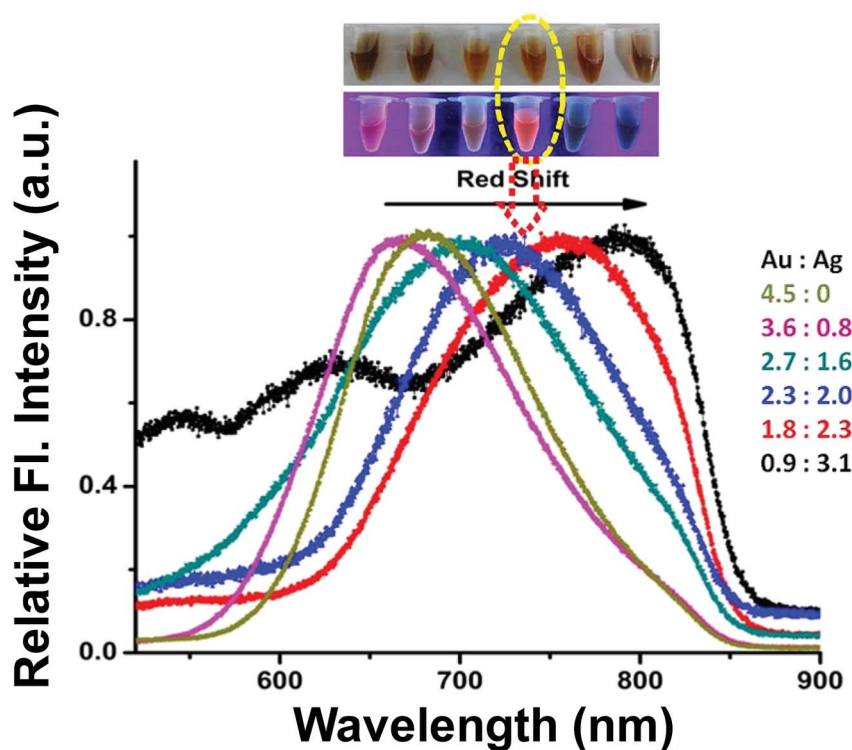 Red Shift
Relative Fl. Intensity (a.u.)
0.8
0.4
0.0
600 700 800 900
Wavelength (nm)
Au : Ag
4.5 : 0
3.6 : 0.8
2.7 : 1.6
2.3 : 2.0
1.8 : 2.3
0.9 : 3.1